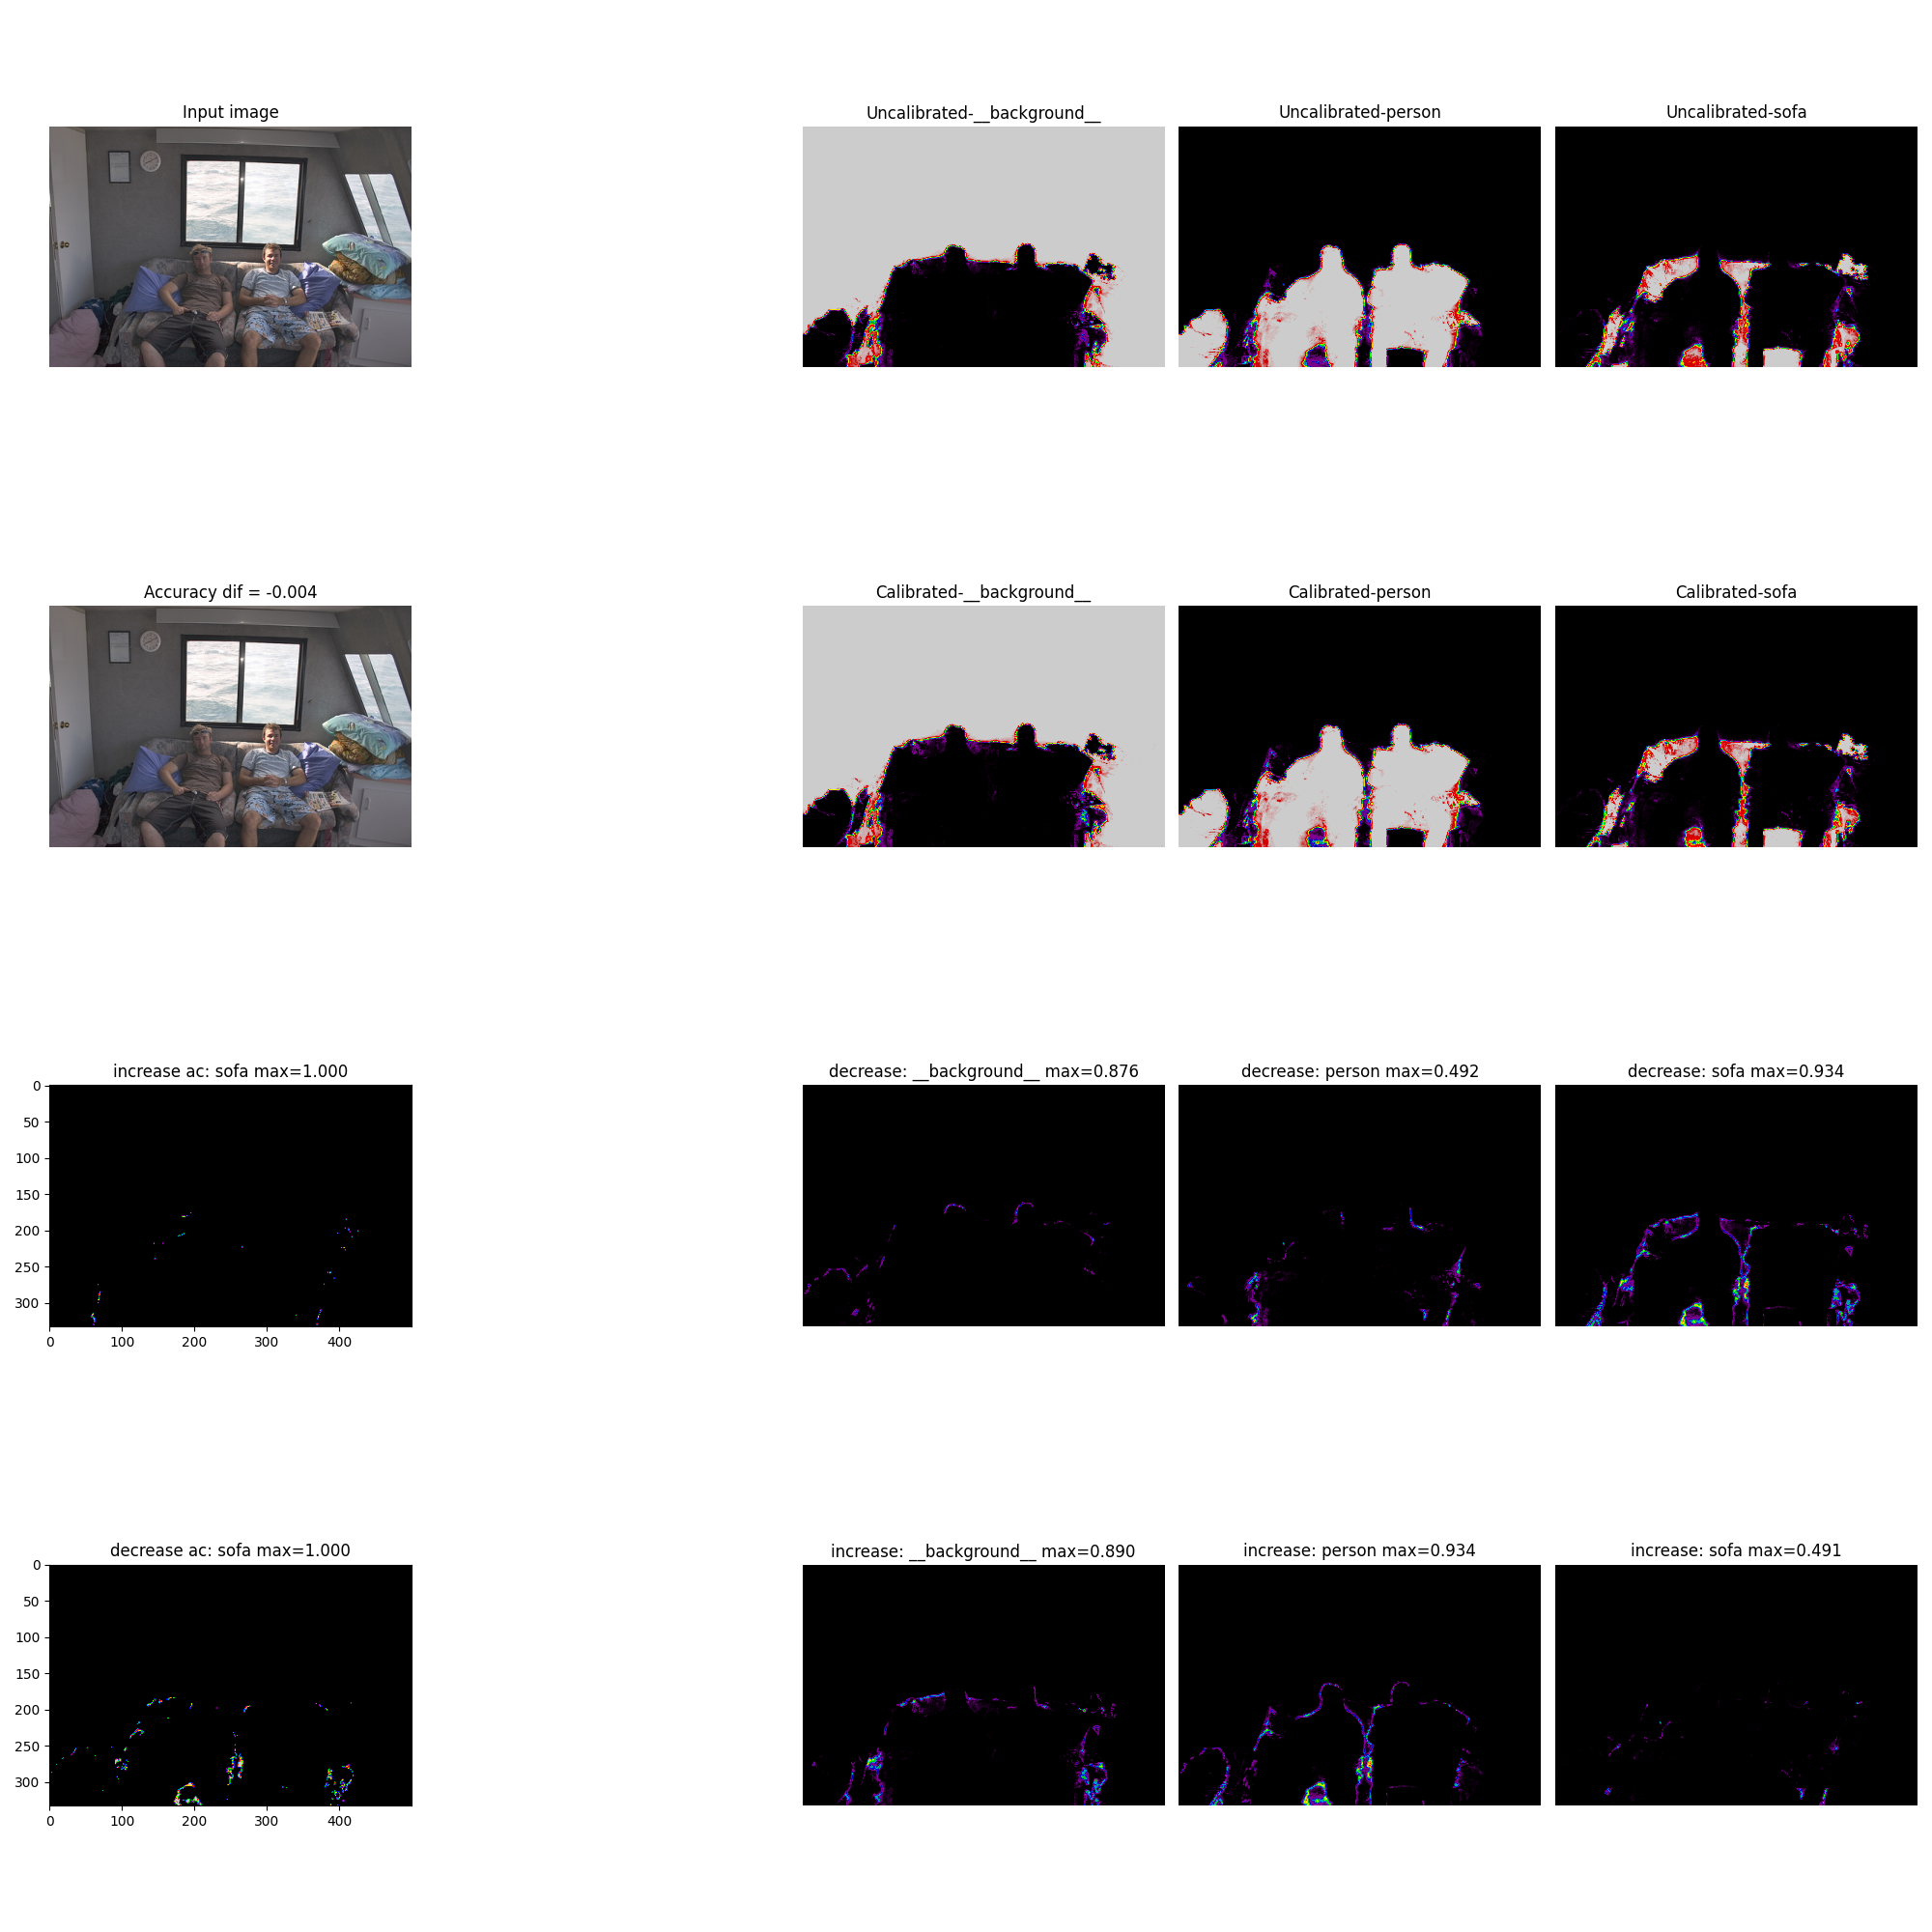 Input image
Uncalibrated-__background__
Uncalibrated-person
Uncalibrated-sofa
Accuracy dif = -0.004
Calibrated-__background__
Calibrated-person
Calibrated-sofa
increase ac: sofa max=1.000
decrease: __background__ max=0.876
decrease: person max=0.492
decrease: sofa max=0.934
0
50
100
150
200
250
300
0 100 200 300 400
decrease ac: sofa max=1.000
increase: __background__ max=0.890
increase: person max=0.934
increase: sofa max=0.491
0
50
100
150
200
250
300
0 100 200 300 400